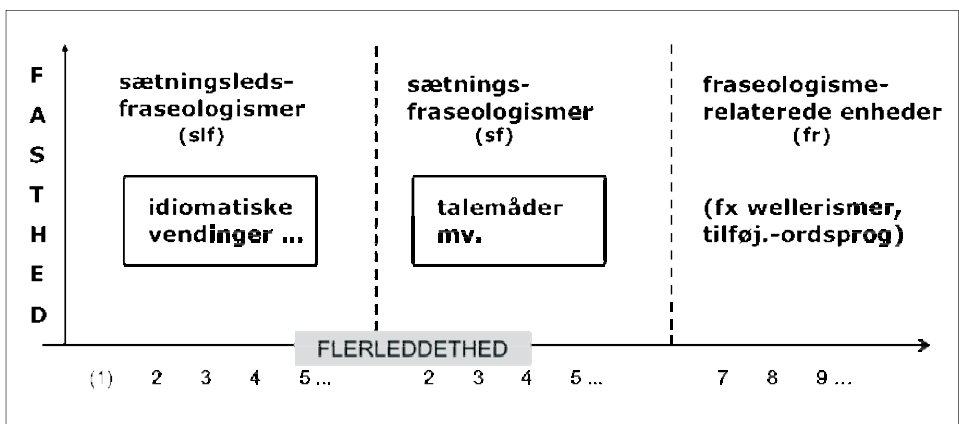 FASTHED
sætningsleds-
fraseologismer
(slf)
idiomatiske
vendinger ...
sætnings-
fraseologismer
(sf)
talemåder
mv.
fraseologisme-
relaterede enheder
(fr)
(fx wellerismer,
tilføj.-ordsprog)
FLERLEDDETHED
(1) 2 3 4 5 ... 2 3 4 5 ... 7 8 9 ...